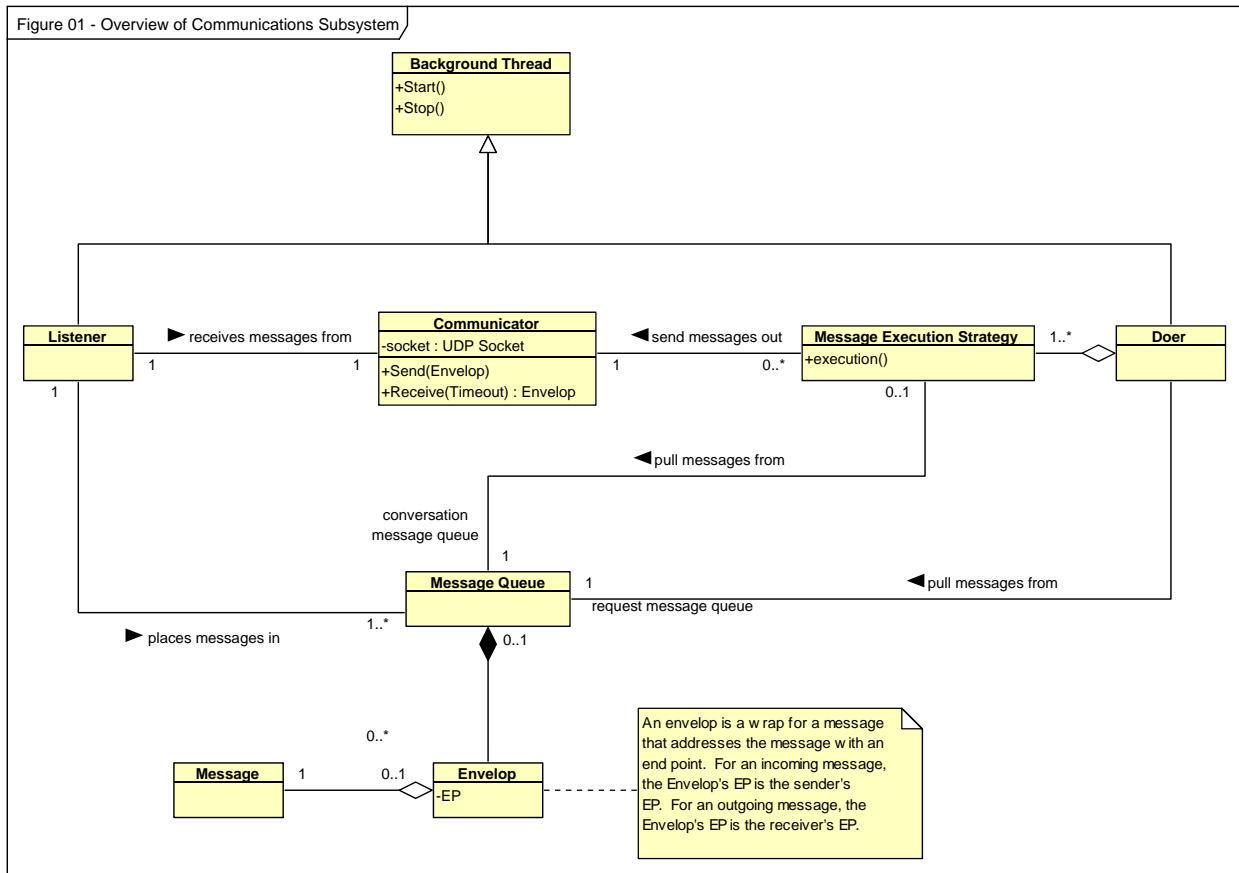 Figure 01 - Overview of Communications Subsystem
Background Thread
+Start()
+Stop()
Listener
receives messages from
1
1
1
Communicator
-socket : UDP Socket
+Send(Envelop)
+Receive(Timeout) : Envelop
send messages out
1
0..*
Message Execution Strategy
+execution()
0..1
1..*
Doer
pull messages from
conversation
message queue
1
Message Queue
1
request message queue
pull messages from
1..*
places messages in
0..1
0..*
Message
1
0..1
Envelop
-EP
An envelop is a wrap for a message
that addresses the message with an
end point. For an incoming message,
the Envelop's EP is the sender's
EP. For an outgoing message, the
Envelop's EP is the receiver's EP.